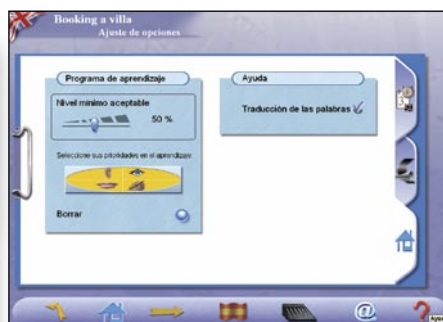 Booking a villa
Ajuste de opciones
Programa de aprendizaje
Nivel mínimo aceptable
50 %
Seleccione sus prioridades en el aprendizaje
Borrar
Ayuda
Traducción de las palabras
@
?